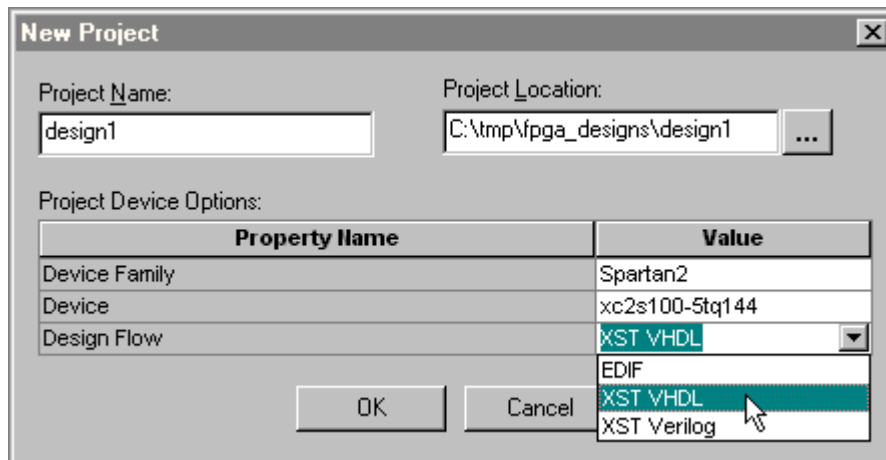 New Project
Project Name:
Project Location:
design1
C:\tmp\fpga_designs\design1
...
Project Device Options:
Property Name
Value
Device Family
Spartan2
Device
xc2s100-5tq144
Design Flow
XST VHDL
EDIF
XST VHDL
XST Verilog
OK
Cancel